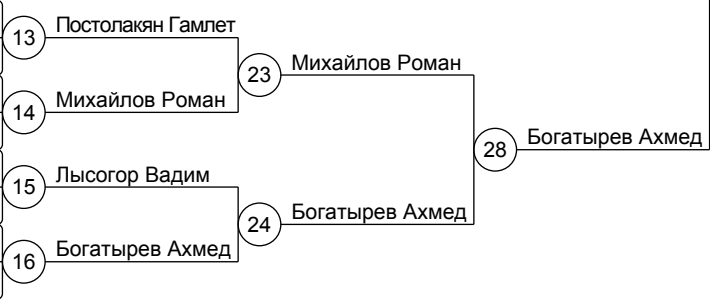 13 Постолакян Гамлет
23 Михайлов Роман
14 Михайлов Роман
28 Богатырев Ахмед
15 Лысогор Вадим
24 Богатырев Ахмед
16 Богатырев Ахмед